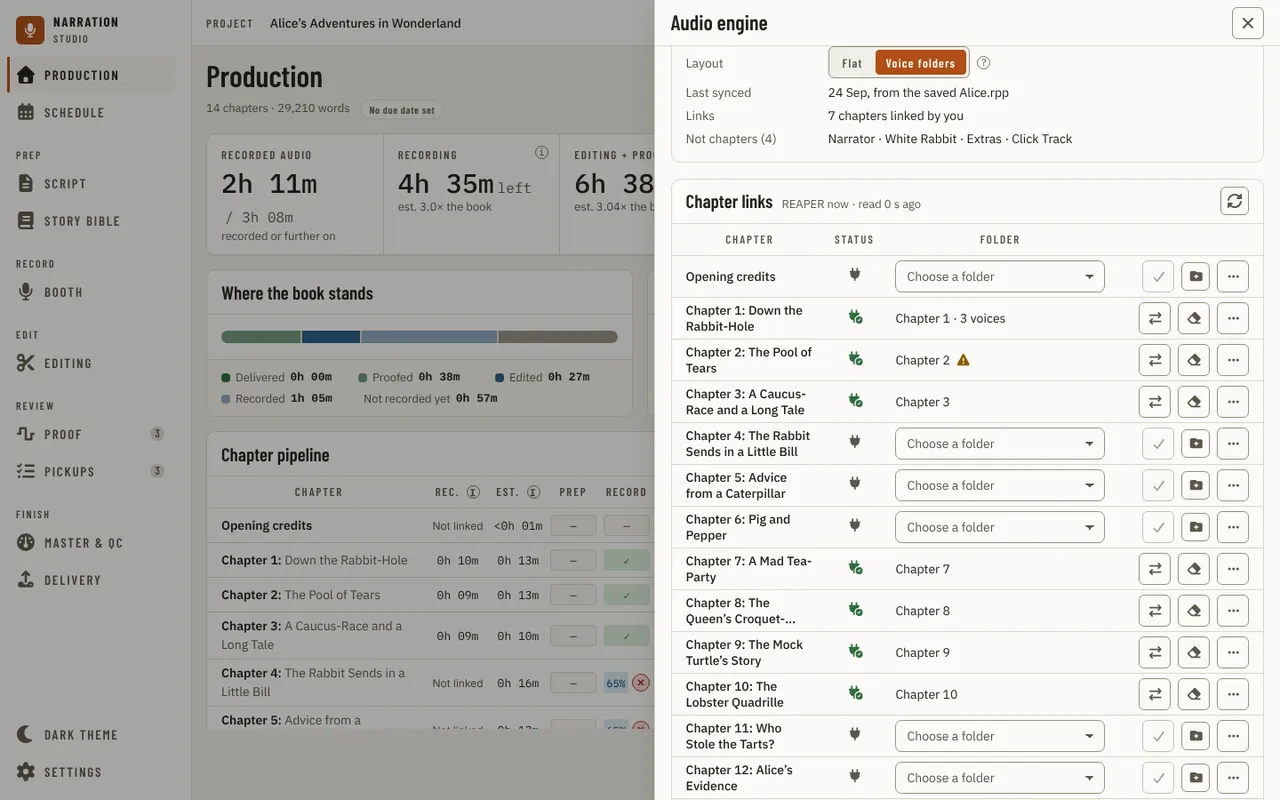 NARRATION
STUDIO
PRODUCTION
SCHEDULE
PREP
SCRIPT
STORY BIBLE
RECORD
BOOTH
EDIT
EDITING
REVIEW
PROOF 3
PICKUPS 3
FINISH
MASTER & QC
DELIVERY
DARK THEME
SETTINGS
PROJECT Alice's Adventures in Wonderland
Production
14 chapters · 29,210 words No due date set
RECORDED AUDIO
2h 11m
/ 3h 08m
recorded or further on
RECORDING
4h 35m left
est. 3.0× the book
EDITING + PRO
6h 38
est. 3.04× the b
Where the book stands
Delivered 0h 00m Proofed 0h 38m Edited 0h 27m
Recorded 1h 05m Not recorded yet 0h 57m
Chapter pipeline
CHAPTER REC. EST. PREP RECORD
Opening credits Not linked <0h 01m – –
Chapter 1: Down the Rabbit-Hole 0h 10m 0h 13m – ✓
Chapter 2: The Pool of Tears 0h 09m 0h 13m – ✓
Chapter 3: A Caucus-Race and a
Long Tale 0h 09m 0h 10m – ✓
Chapter 4: The Rabbit Sends in a
Little Bill Not linked 0h 16m – 65%
Chapter 5: Advice from a
Audio engine
Layout Flat Voice folders ?
Last synced 24 Sep, from the saved Alice.rpp
Links 7 chapters linked by you
Not chapters (4) Narrator · White Rabbit · Extras · Click Track
Chapter links REAPER now · read 0 s ago
CHAPTER STATUS FOLDER
Opening credits Choose a folder
Chapter 1: Down the
Rabbit-Hole Chapter 1 · 3 voices
Chapter 2: The Pool of
Tears Chapter 2
Chapter 3: A Caucus-
Race and a Long Tale Chapter 3
Chapter 4: The Rabbit
Sends in a Little Bill Choose a folder
Chapter 5: Advice
from a Caterpillar Choose a folder
Chapter 6: Pig and
Pepper Choose a folder
Chapter 7: A Mad Tea-
Party Chapter 7
Chapter 8: The
Queen's Croquet-... Chapter 8
Chapter 9: The Mock
Turtle's Story Chapter 9
Chapter 10: The
Lobster Quadrille Chapter 10
Chapter 11: Who
Stole the Tarts? Choose a folder
Chapter 12: Alice's
Evidence Choose a folder